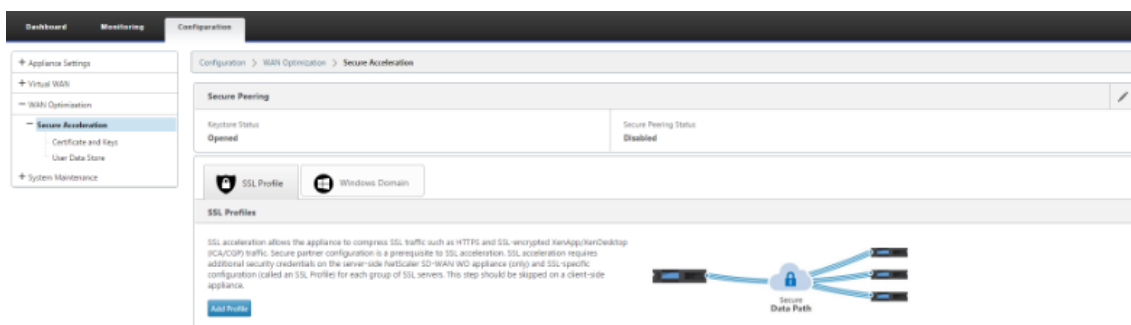 Dashboard Monitoring Configuration
+ Appliance Settings
+ Virtual WAN
− WAN Optimization
− Secure Acceleration
Certificate and Keys
User Data Store
+ System Maintenance
Configuration > WAN Optimization > Secure Acceleration
Secure Peering
Keystore Status
Opened
Secure Peering Status
Disabled
SSL Profile Windows Domain
SSL Profiles
SSL acceleration allows the appliance to compress SSL traffic such as HTTPS and SSL-encrypted XenApp/XenDesktop
(ICA/CGP) traffic. Secure partner configuration is a prerequisite to SSL acceleration. SSL acceleration requires
additional security credentials on the server-side NetScaler SD-WAN WO appliance (only) and SSL-specific
configuration (called an SSL Profile) for each group of SSL servers. This step should be skipped on a client-side
appliance.
Add Profile
Secure
Data Path